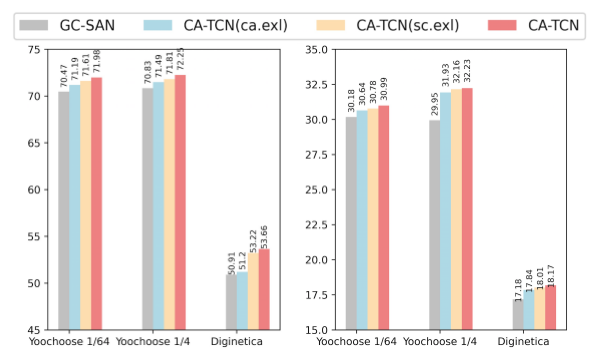 GC-SAN CA-TCN(ca.exl) CA-TCN(sc.exl) CA-TCN
75
70
65
60
55
50
45
70.47 71.19 71.61 71.98
70.83 71.49 71.81 72.25
50.91 51.2 53.22 53.66
Yoochoose 1/64 Yoochoose 1/4 Diginetica
35.0
32.5
30.0
27.5
25.0
22.5
20.0
17.5
15.0
30.18 30.64 30.78 30.99
29.95 31.93 32.16 32.23
17.18 17.84 18.01 18.17
Yoochoose 1/64 Yoochoose 1/4 Diginetica